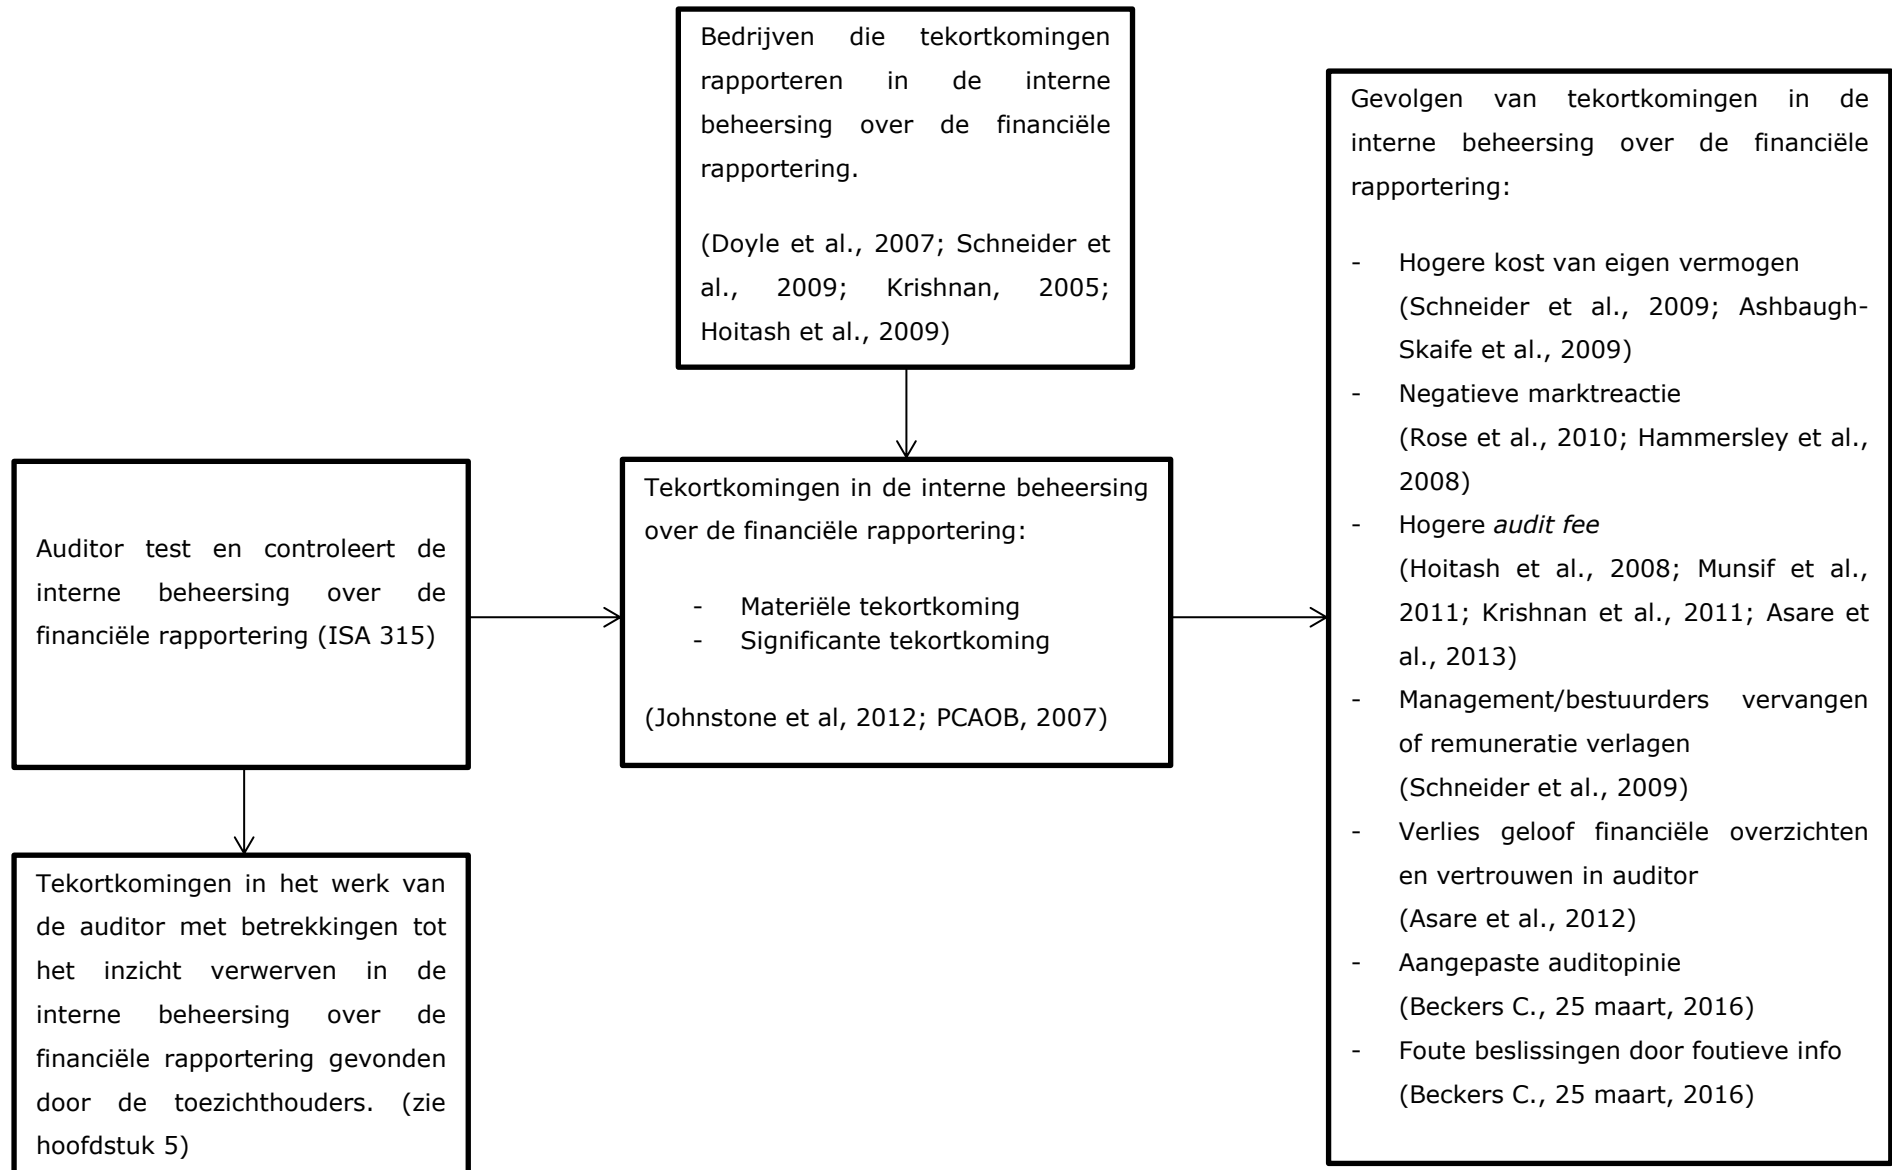 Bedrijven die tekortkomingen
rapporteren in de interne
beheersing over de financiële
rapportering.
(Doyle et al., 2007; Schneider et
al., 2009; Krishnan, 2005;
Hoitash et al., 2009)
Auditor test en controleert de
interne beheersing over de
financiële rapportering (ISA 315)
Tekortkomingen in de interne beheersing
over de financiële rapportering:
- Materiële tekortkoming
- Significante tekortkoming
(Johnstone et al, 2012; PCAOB, 2007)
Tekortkomingen in het werk van
de auditor met betrekkingen tot
het inzicht verwerven in de
interne beheersing over de
financiële rapportering gevonden
door de toezichthouders. (zie
hoofdstuk 5)
Gevolgen van tekortkomingen in de
interne beheersing over de financiële
rapportering:
- Hogere kost van eigen vermogen
(Schneider et al., 2009; Ashbaugh-
Skaife et al., 2009)
- Negatieve marktreactie
(Rose et al., 2010; Hammersley et al.,
2008)
- Hogere audit fee
(Hoitash et al., 2008; Munsif et al.,
2011; Krishnan et al., 2011; Asare et
al., 2013)
- Management/bestuurders vervangen
of remuneratie verlagen
(Schneider et al., 2009)
- Verlies geloof financiële overzichten
en vertrouwen in auditor
(Asare et al., 2012)
- Aangepaste auditopinie
(Beckers C., 25 maart, 2016)
- Foute beslissingen door foutieve info
(Beckers C., 25 maart, 2016)